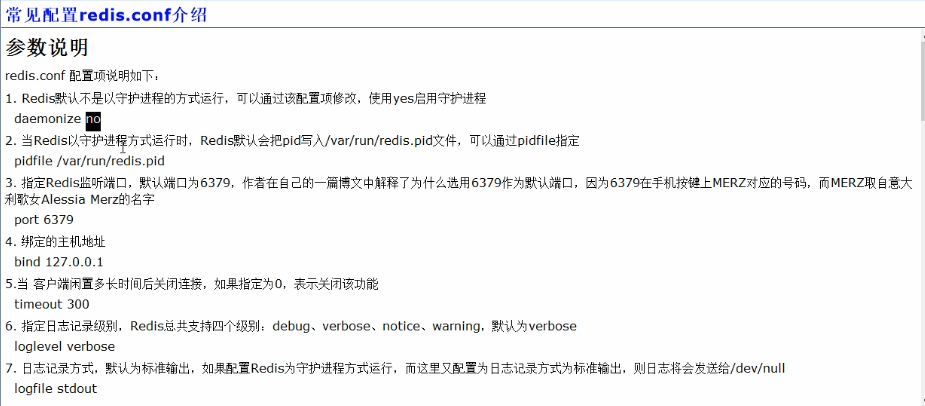 常见配置redis.conf介绍
参数说明
redis.conf 配置项说明如下：
1. Redis默认不是以守护进程的方式运行，可以通过该配置项修改，使用yes启用守护进程
daemonize no
2. 当Redis以守护进程方式运行时，Redis默认会把pid写入/var/run/redis.pid文件，可以通过pidfile指定
pidfile /var/run/redis.pid
3. 指定Redis监听端口，默认端口为6379，作者在自己的一篇博文中解释了为什么选用6379作为默认端口，因为6379在手机按键上MERZ对应的号码，而MERZ取自意大
利歌女Alessia Merz的名字
port 6379
4. 绑定的主机地址
bind 127.0.0.1
5.当 客户端闲置多长时间后关闭连接，如果指定为0，表示关闭该功能
timeout 300
6. 指定日志记录级别，Redis总共支持四个级别：debug、verbose、notice、warning，默认为verbose
loglevel verbose
7. 日志记录方式，默认为标准输出，如果配置Redis为守护进程方式运行，而这里又配置为日志记录方式为标准输出，则日志将会发送给/dev/null
logfile stdout